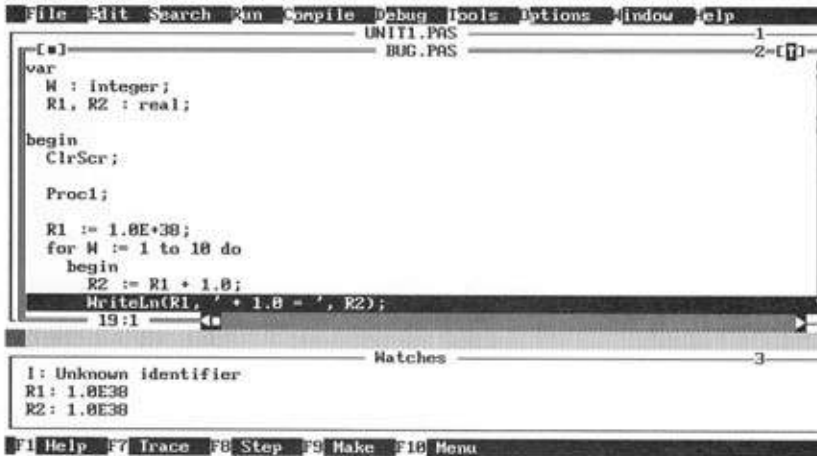 File Edit Search Run Compile Debug Tools Options Window Help
UNIT1.PAS 1
[■] BUG.PAS 2=[↑]
var
W : integer;
R1, R2 : real;
begin
ClrScr;
Proc1;
R1 := 1.0E+38;
for W := 1 to 10 do
begin
R2 := R1 + 1.0;
WriteLn(R1, ' + 1.0 = ', R2);
19:1
Watches 3
I: Unknown identifier
R1: 1.0E38
R2: 1.0E38
F1 Help F7 Trace F8 Step F9 Make F10 Menu